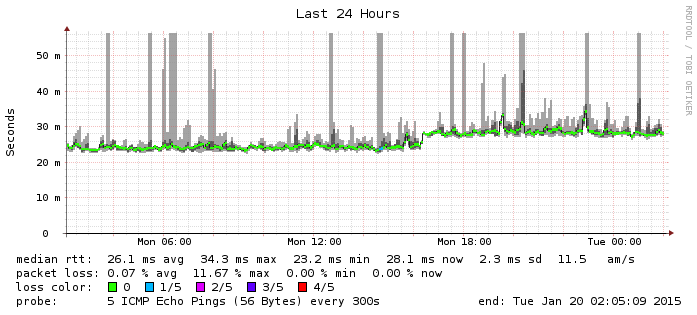 Last 24 Hours
RRDTOOL / TOBI OETIKER
Seconds
50 m
40 m
30 m
20 m
10 m
0
Mon 06:00 Mon 12:00 Mon 18:00 Tue 00:00
median rtt: 26.1 ms avg 34.3 ms max 23.2 ms min 28.1 ms now 2.3 ms sd 11.5 am/s
packet loss: 0.07 % avg 11.67 % max 0.00 % min 0.00 % now
loss color: 0 1/5 2/5 3/5 4/5
probe: 5 ICMP Echo Pings (56 Bytes) every 300s end: Tue Jan 20 02:05:09 2015